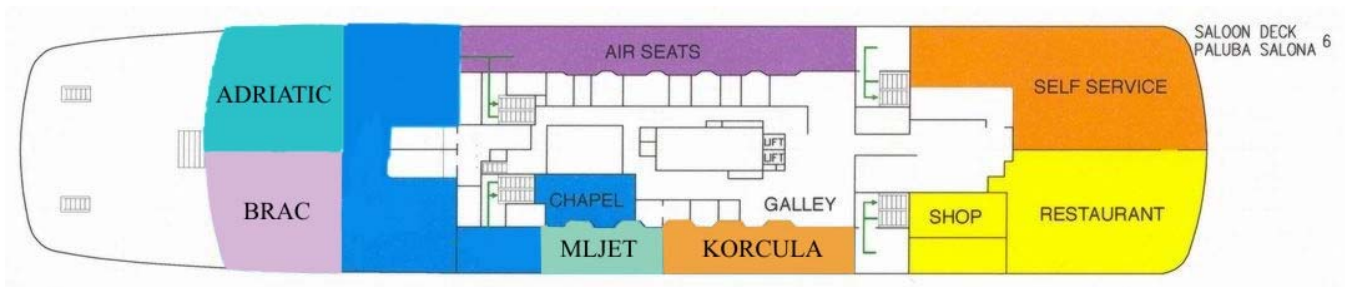 SALOON DECK
PALUBA SALONA 6
AIR SEATS
ADRIATIC
SELF SERVICE
LIFT
LIFT
CHAPEL
BRAC
GALLEY
SHOP
RESTAURANT
MLJET
KORCULA